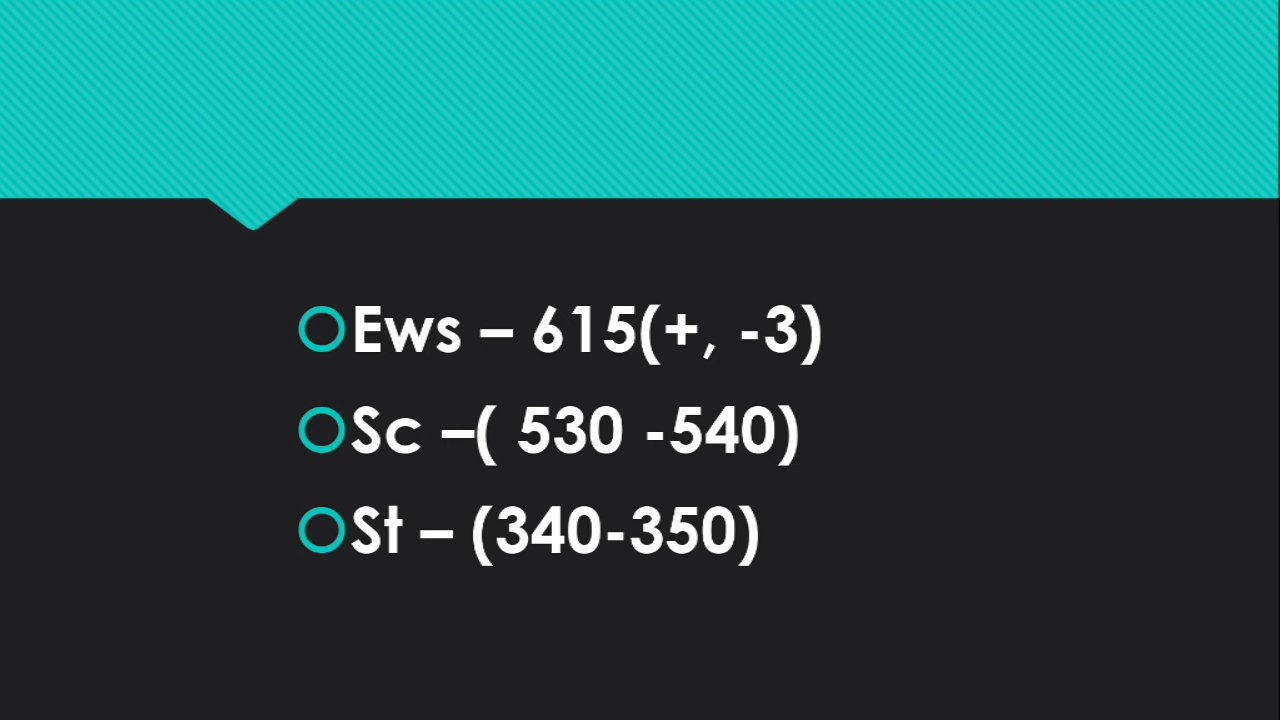 Ews – 615(+, -3)
Sc –( 530 -540)
St – (340-350)